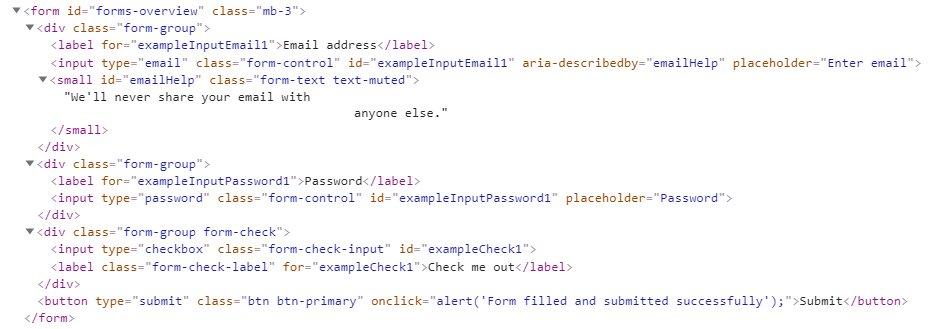 ▼<form id="forms-overview" class="mb-3">
▼<div class="form-group">
<label for="exampleInputEmail1">Email address</label>
<input type="email" class="form-control" id="exampleInputEmail1" aria-describedby="emailHelp" placeholder="Enter email">
▼<small id="emailHelp" class="form-text text-muted">
"We'll never share your email with
anyone else."
</small>
</div>
▼<div class="form-group">
<label for="exampleInputPassword1">Password</label>
<input type="password" class="form-control" id="exampleInputPassword1" placeholder="Password">
</div>
▼<div class="form-group form-check">
<input type="checkbox" class="form-check-input" id="exampleCheck1">
<label class="form-check-label" for="exampleCheck1">Check me out</label>
</div>
<button type="submit" class="btn btn-primary" onclick="alert('Form filled and submitted successfully');">Submit</button>
</form>